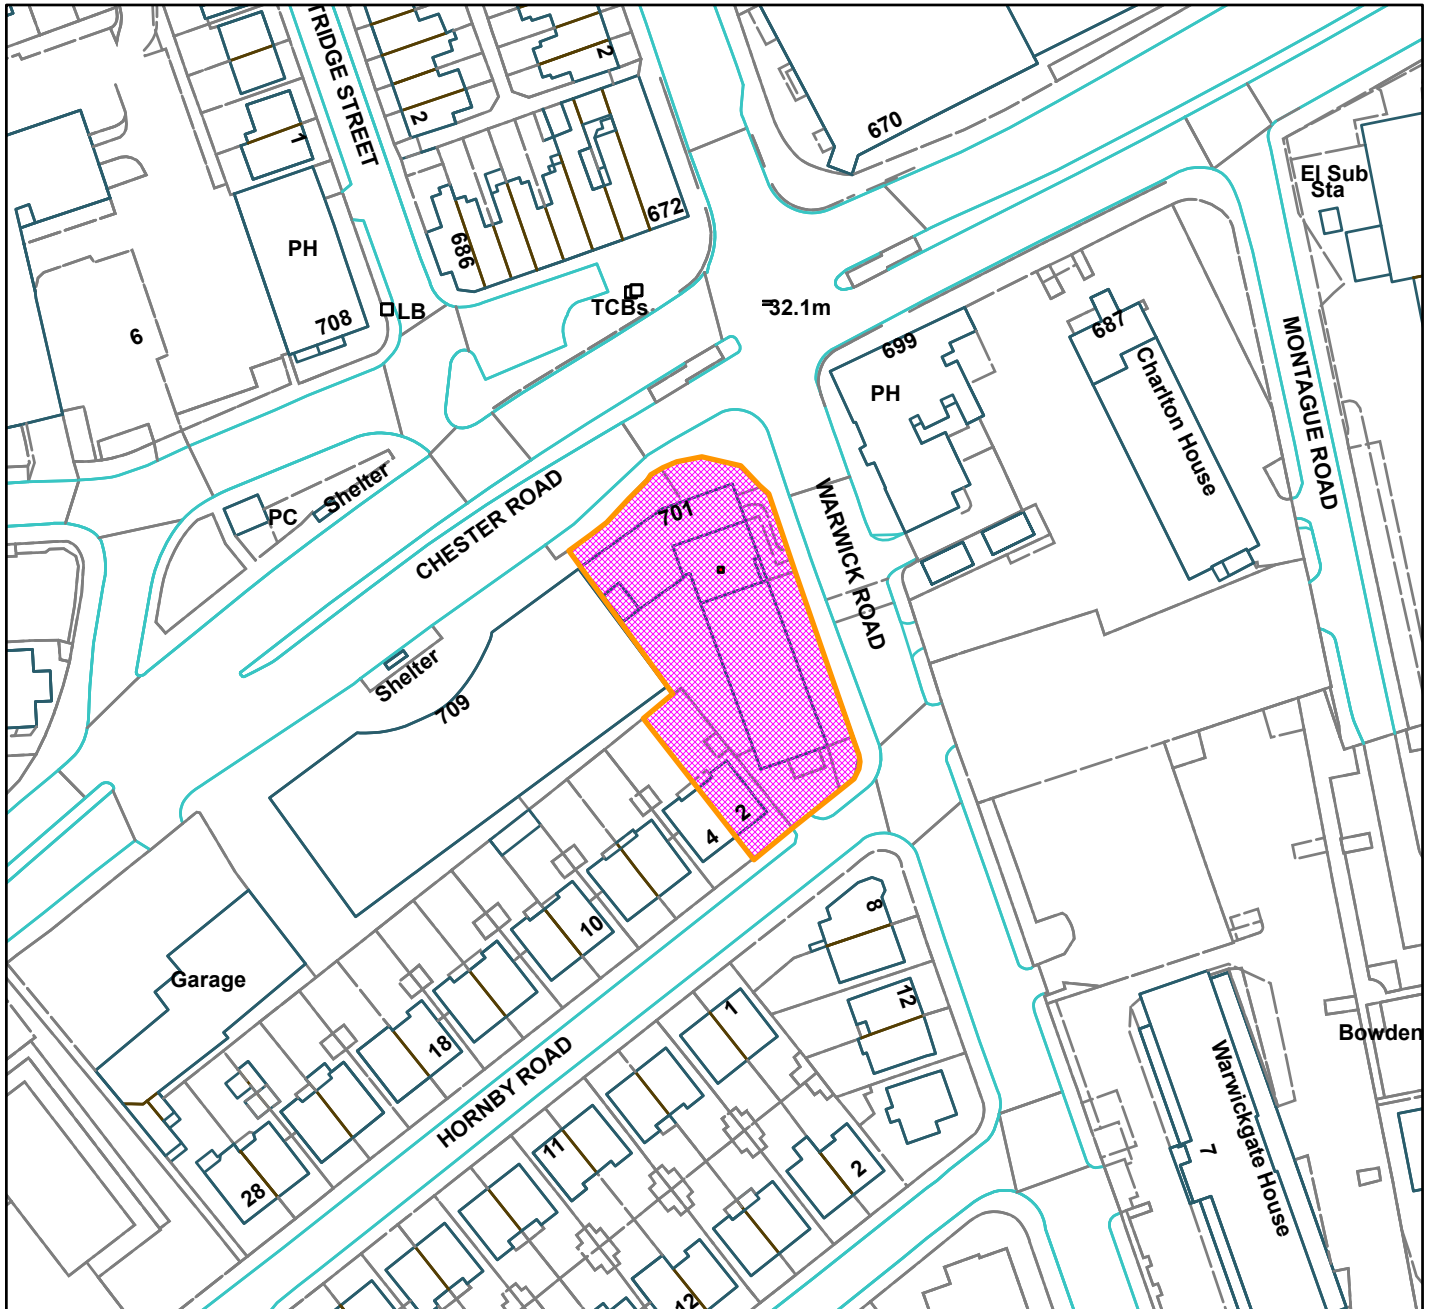 TRIDGE STREET
2
2
1
670
El Sub
Sta
672
686
PH
TCBs
LB
32.1m
708
6
687
699
MONTAGUE ROAD
Charlton House
PH
Shelter
CHESTER ROAD
WARWICK ROAD
701
PC
Shelter
709
2
4
8
10
Garage
12
1
18
Bowden
HORNBY ROAD
Warwickgate House
11
7
2
28
12